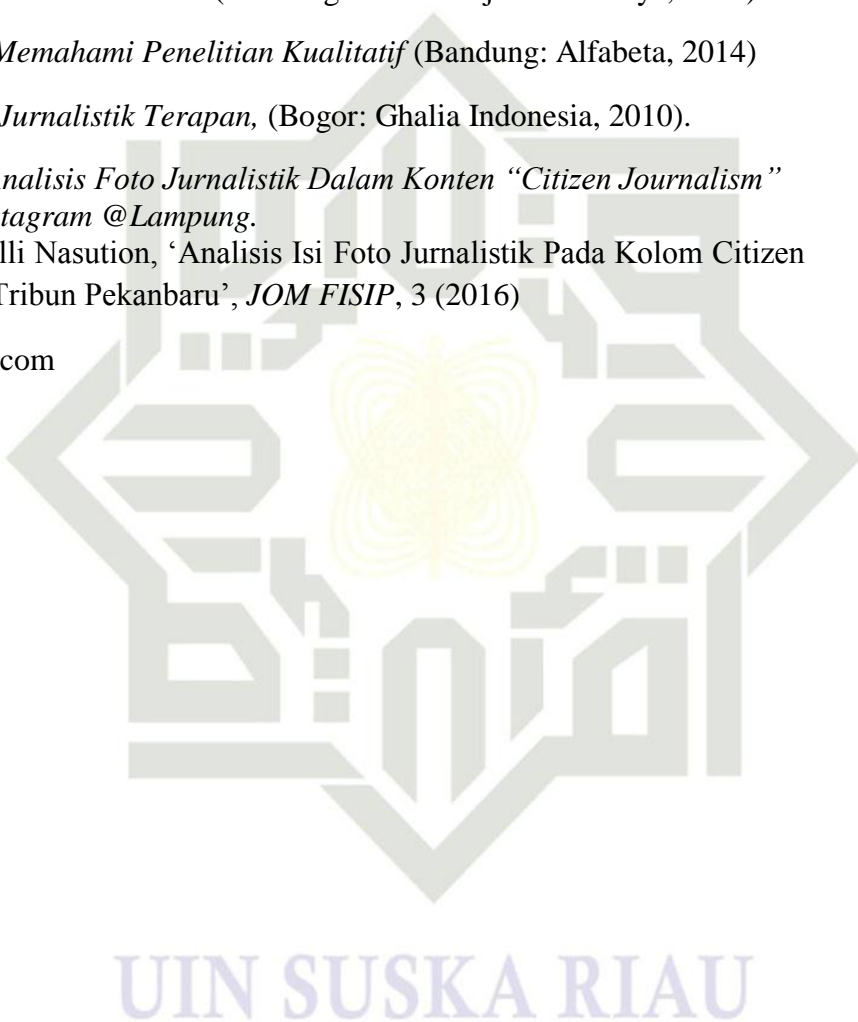 Memahami Penelitian Kualitatif (Bandung: Alfabeta, 2014)
Jurnalistik Terapan, (Bogor: Ghalia Indonesia, 2010).
nalisis Foto Jurnalistik Dalam Konten “Citizen Journalism”
tagram @Lampung.
lli Nasution, ‘Analisis Isi Foto Jurnalistik Pada Kolom Citizen
Tribun Pekanbaru’, JOM FISIP, 3 (2016)
com
UIN SUSKA RIAU